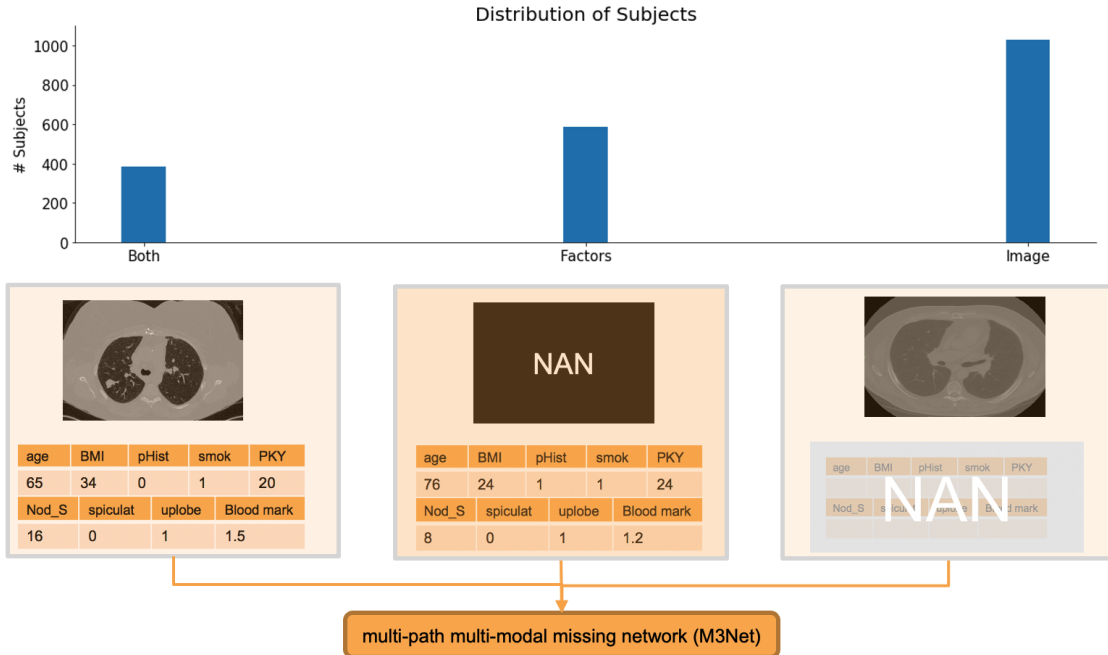 Distribution of Subjects
# Subjects
1000
800
600
400
200
0
Both
Factors
Image
age BMI pHist smok PKY
65 34 0 1 20
Nod_S spiculat uplobe Blood mark
16 0 1 1.5
NAN
age BMI pHist smok PKY
76 24 1 1 24
Nod_S spiculat uplobe Blood mark
8 0 1 1.2
age BMI pHist smok PKY
NAN
Nod_S
multi-path multi-modal missing network (M3Net)